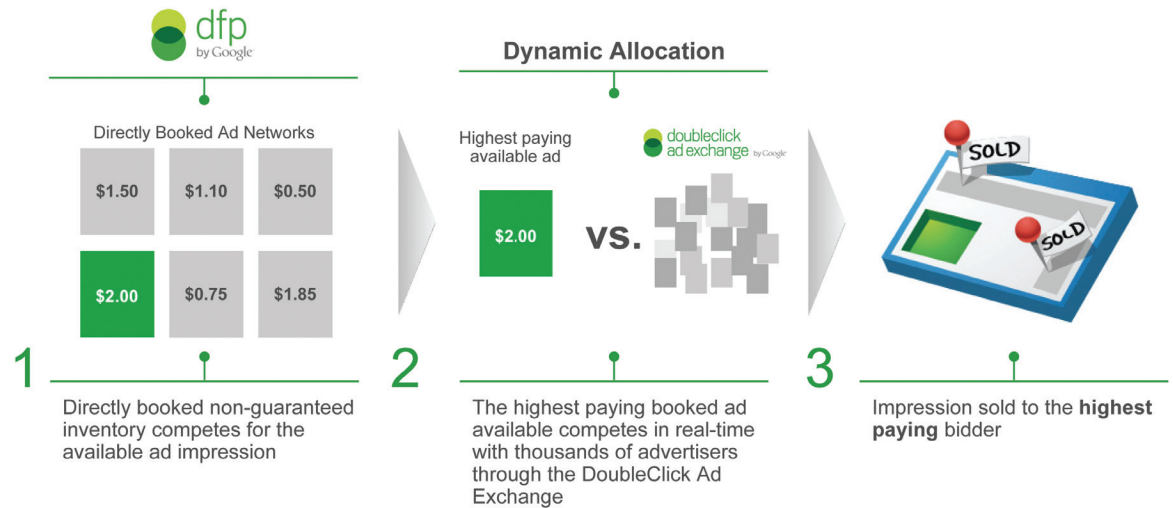 dfp
by Google
Dynamic Allocation
Directly Booked Ad Networks
$1.50
$1.10
$0.50
$2.00
$0.75
$1.85
Highest paying
available ad
doubleclick
ad exchange by Google
$2.00
vs.
SOLD
SOLD
1
Directly booked non-guaranteed
inventory competes for the
available ad impression
2
The highest paying booked ad
available competes in real-time
with thousands of advertisers
through the DoubleClick Ad
Exchange
3
Impression sold to the highest
paying bidder